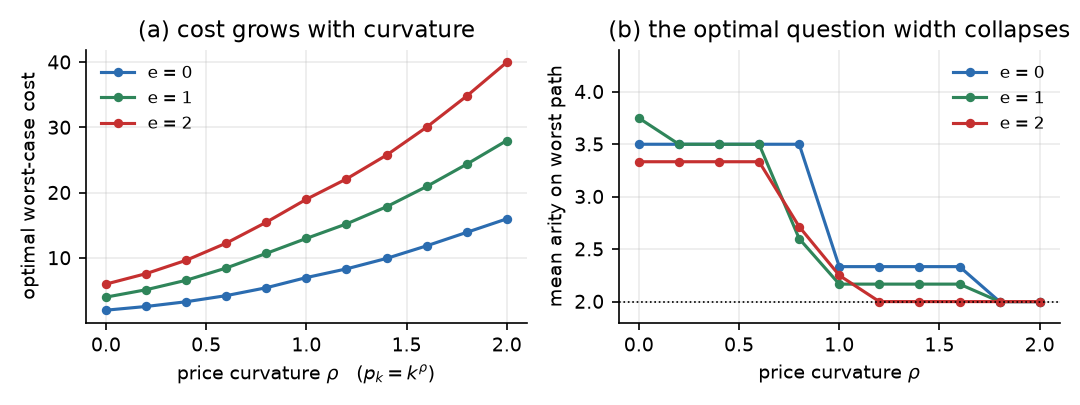 (a) cost grows with curvature
optimal worst-case cost
40
30
20
10
e = 0
e = 1
e = 2
0.0 0.5 1.0 1.5 2.0
price curvature ρ (pₖ = k^ρ)
(b) the optimal question width collapses
mean arity on worst path
4.0
3.5
3.0
2.5
2.0
e = 0
e = 1
e = 2
0.0 0.5 1.0 1.5 2.0
price curvature ρ